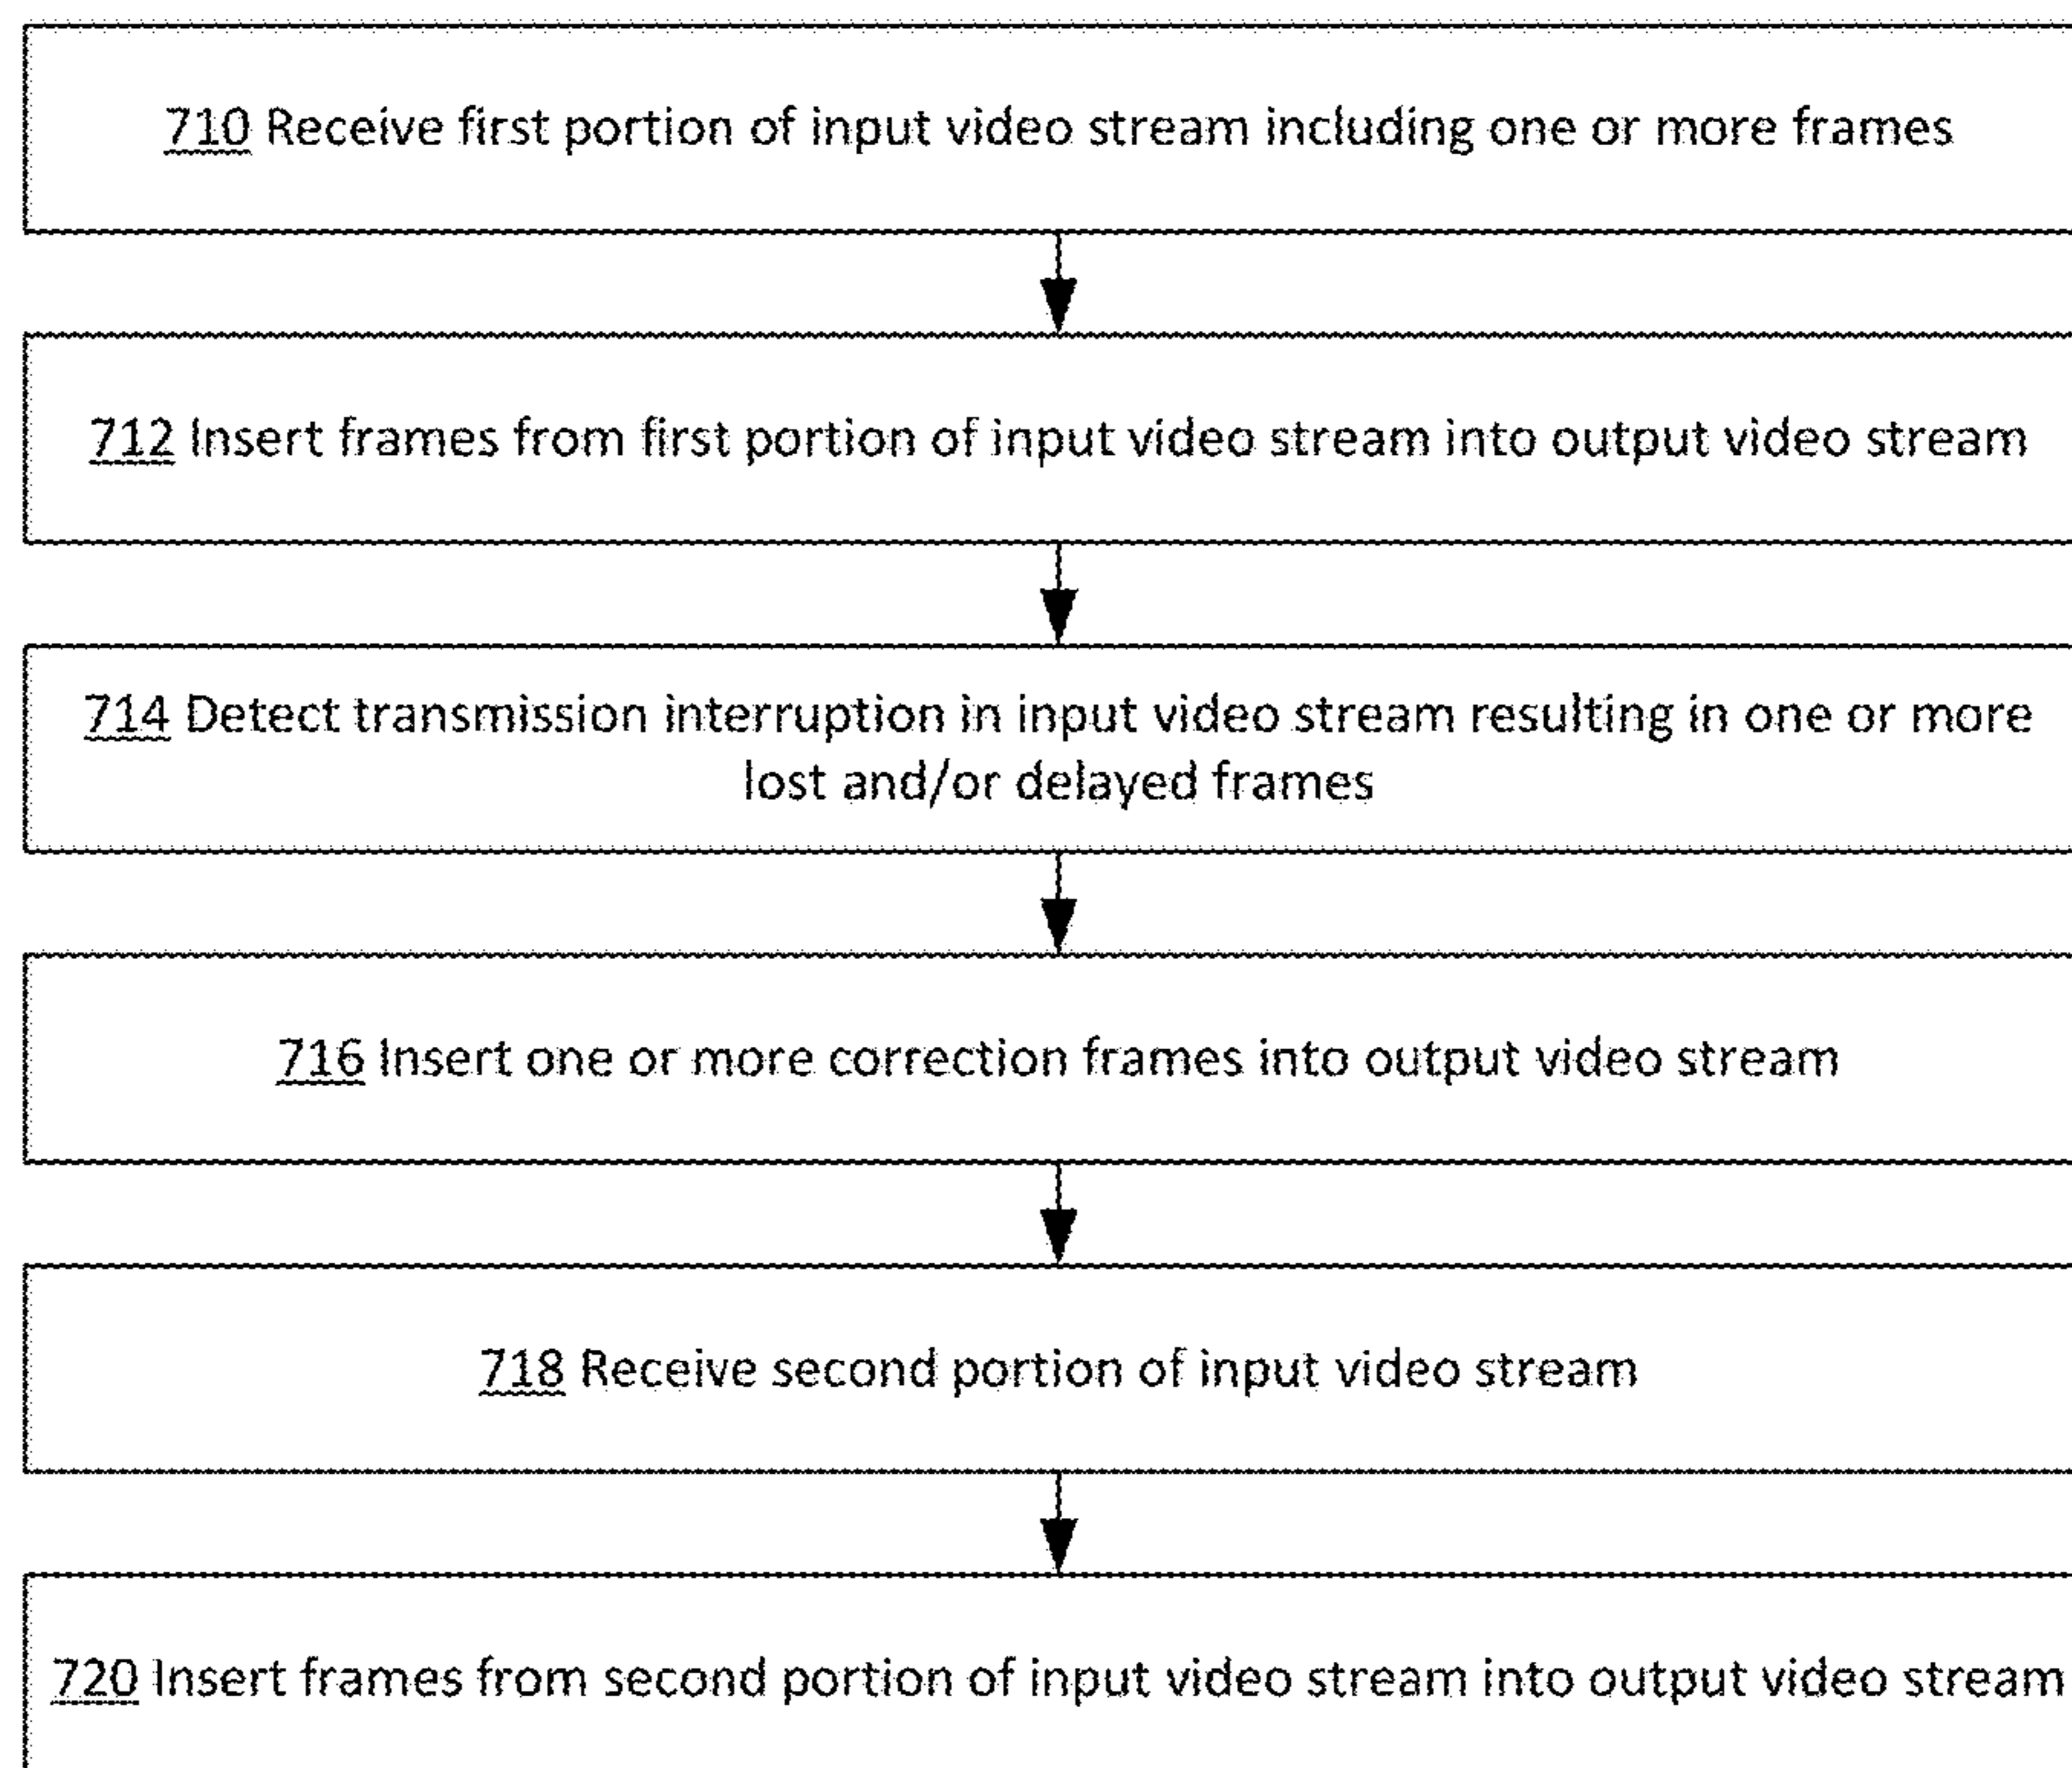 710 Receive first portion of input video stream including one or more frames
712 Insert frames from first portion of input video stream into output video stream
714 Detect transmission interruption in input video stream resulting in one or more
lost and/or delayed frames
716 Insert one or more correction frames into output video stream
718 Receive second portion of input video stream
720 Insert frames from second portion of input video stream into output video stream